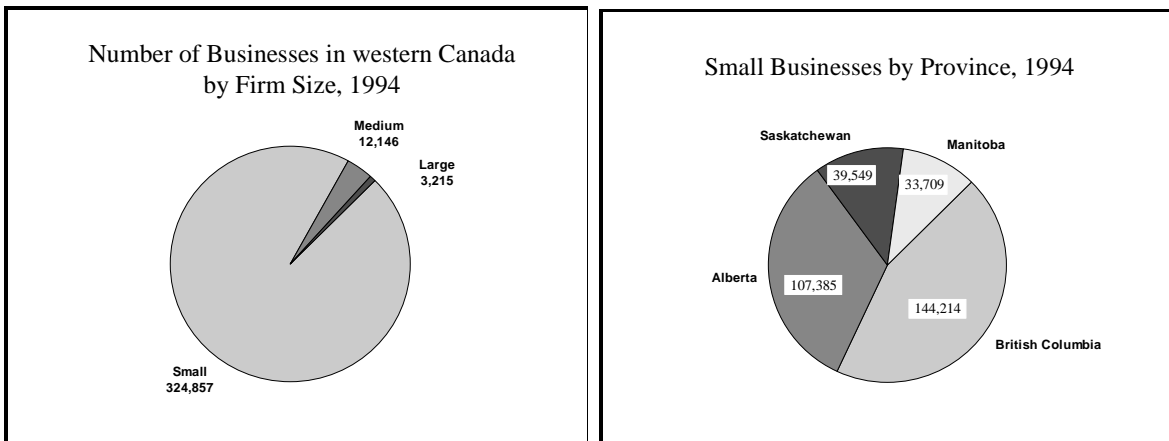 Number of Businesses in western Canada
by Firm Size, 1994
Medium
12,146
Large
3,215
Small
324,857
Small Businesses by Province, 1994
Saskatchewan
39,549
Manitoba
33,709
Alberta
107,385
144,214
British Columbia